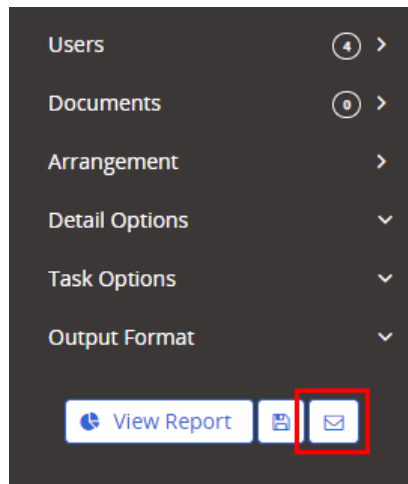 Users 4
Documents 0
Arrangement
Detail Options
Task Options
Output Format
View Report